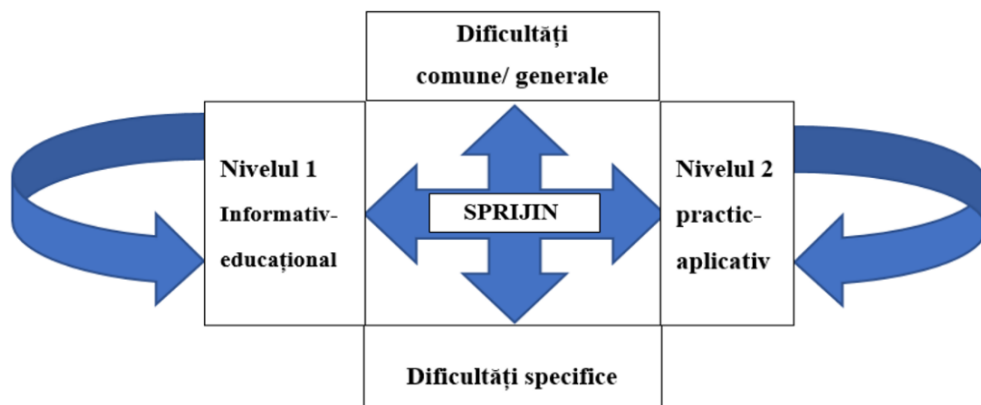 Dificultăți
comune/ generale
Nivelul 1
Informativ-
educațional
SPRIJIN
Nivelul 2
practic-
aplicativ
Dificultăți specifice